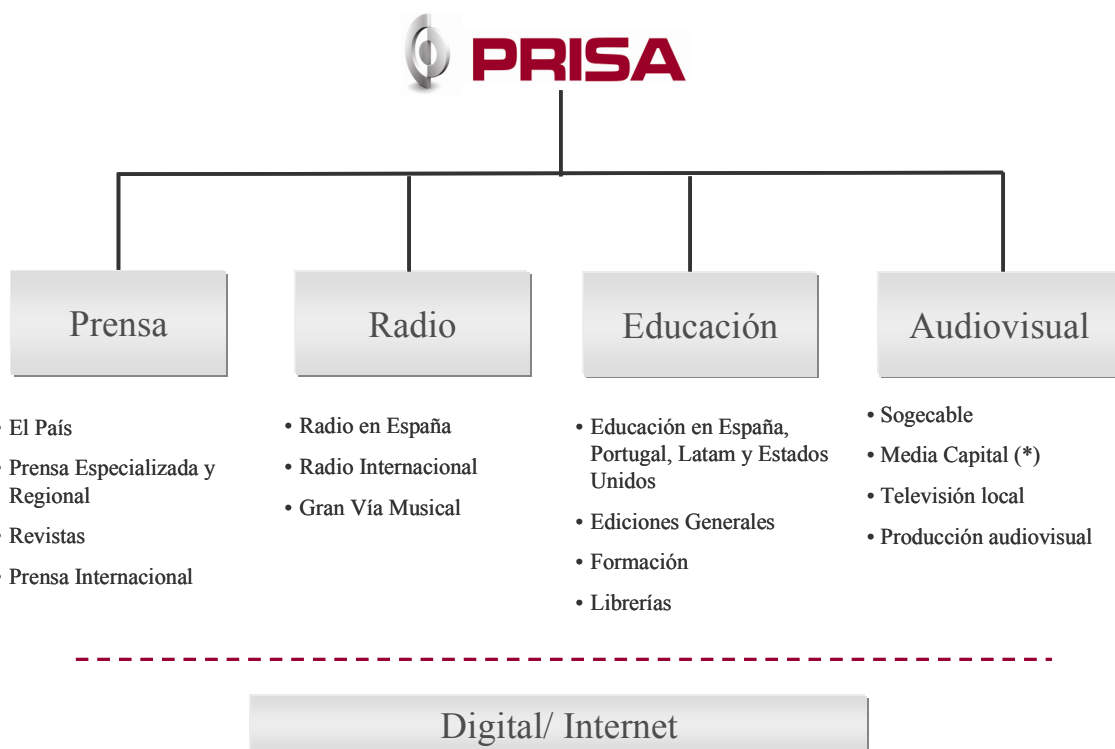 PRISA
Prensa
• El País
• Prensa Especializada y
Regional
• Revistas
• Prensa Internacional
Radio
• Radio en España
• Radio Internacional
• Gran Vía Musical
Educación
• Educación en España,
Portugal, Latam y Estados
Unidos
• Ediciones Generales
• Formación
• Librerías
Audiovisual
• Sogecable
• Media Capital (*)
• Televisión local
• Producción audiovisual
Digital/ Internet